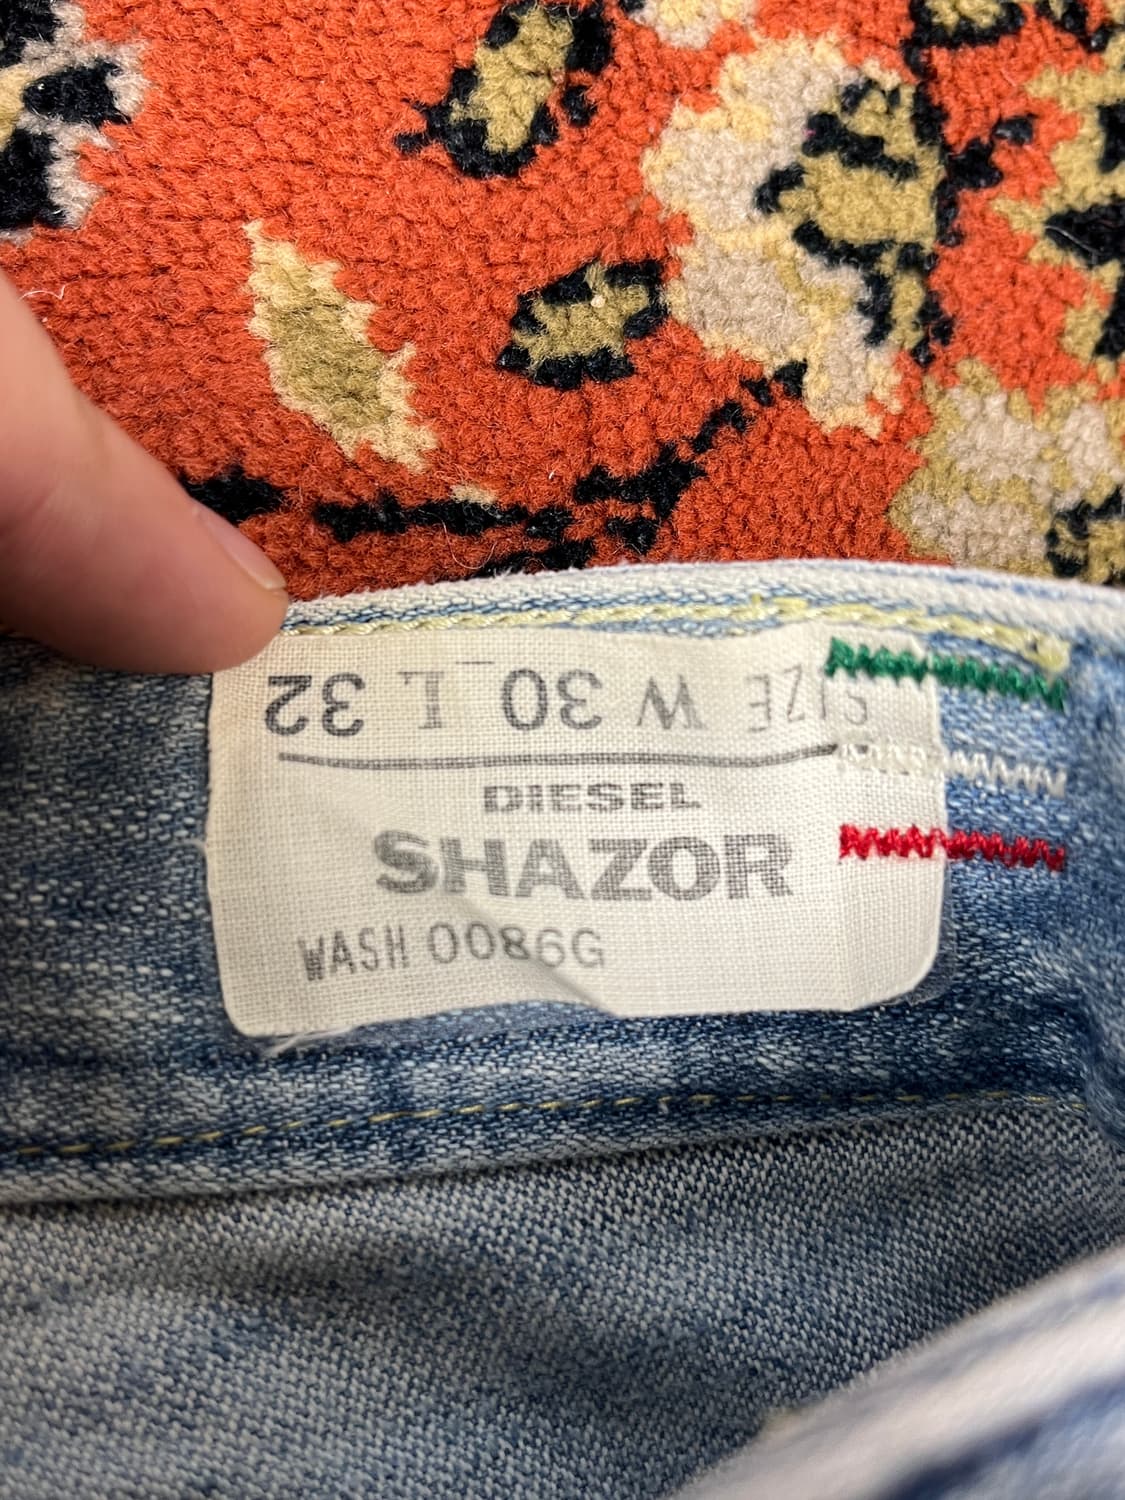 SIZE W 30 L 32
DIESEL
SHAZOR
WASH 0086G